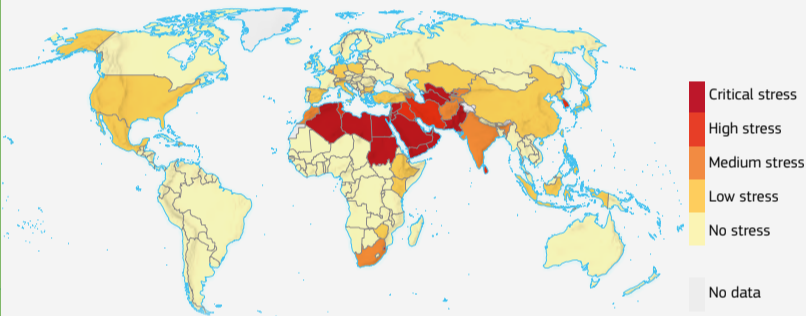 Critical stress
High stress
Medium stress
Low stress
No stress
No data